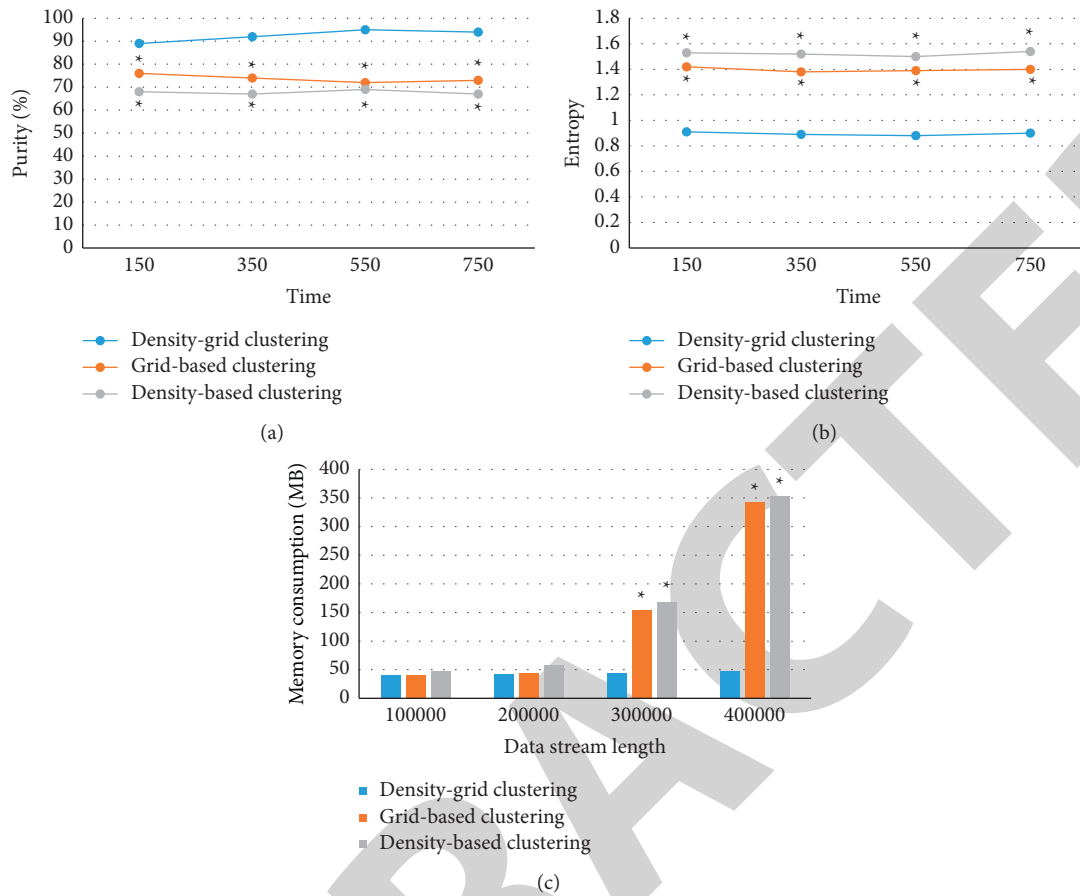 100
90
80
70
60
50
40
30
20
10
0
Purity (%)
* * * *
* * * *
150 350 550 750
Time
Density-grid clustering
Grid-based clustering
Density-based clustering
(a)
1.8
1.6
1.4
1.2
1
0.8
0.6
0.4
0.2
0
Entropy
* * * *
* * * *
150 350 550 750
Time
Density-grid clustering
Grid-based clustering
Density-based clustering
(b)
400
350
300
250
200
150
100
50
0
Memory consumption (MB)
* *
* *
100000 200000 300000 400000
Data stream length
Density-grid clustering
Grid-based clustering
Density-based clustering
(c)